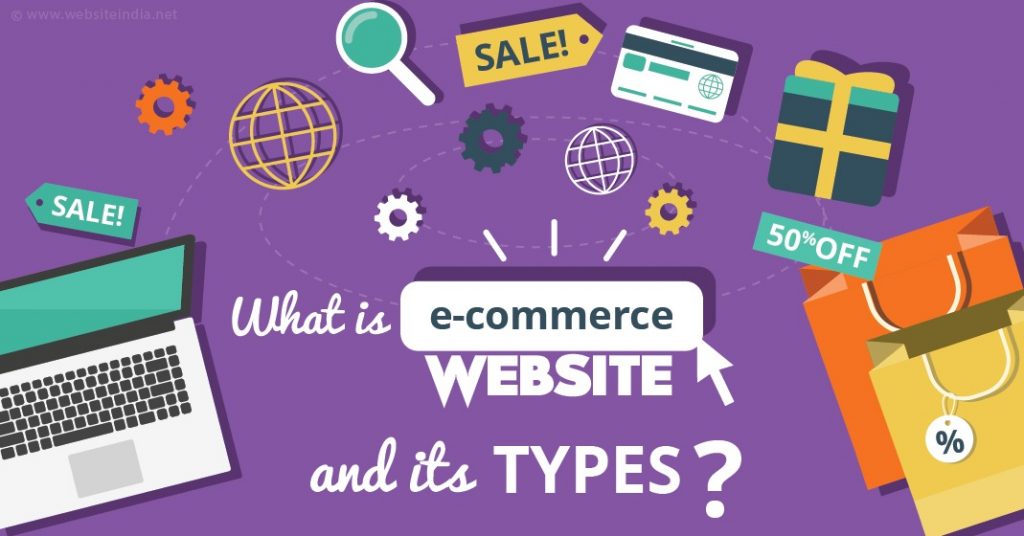 © www.websiteindia.net
SALE!
SALE!
50%OFF
What is e-commerce
WEBSITE
and its TYPES ?
%